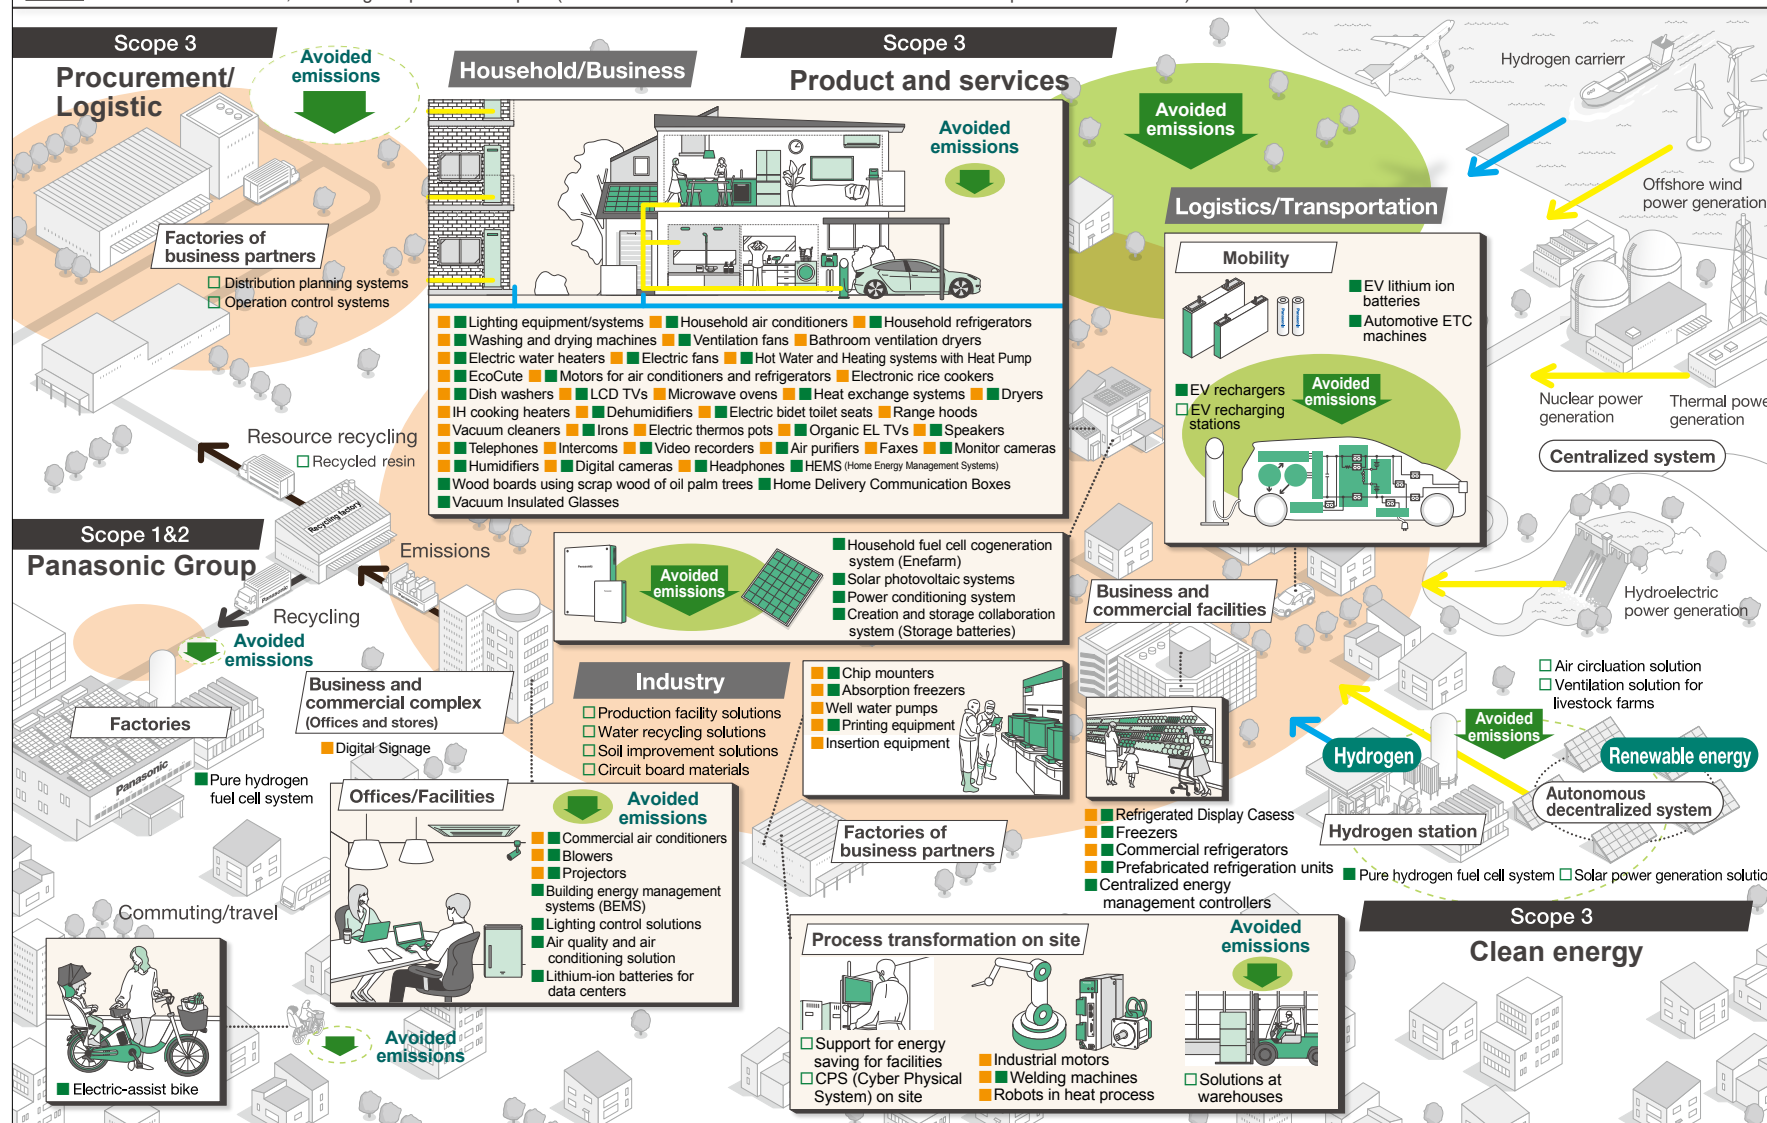 Scope 3
Procurement/
Logistic
Avoided
emissions
Factories of
business partners
□ Distribution planning systems
□ Operation control systems
Household/Business
Scope 3
Product and services
Avoided
emissions
■ ■ Lighting equipment/systems ■ ■ Household air conditioners ■ ■ Household refrigerators
■ ■ Washing and drying machines ■ ■ Ventilation fans ■ Bathroom ventilation dryers
■ ■ Electric water heaters ■ ■ Electric fans ■ ■ Hot Water and Heating systems with Heat Pump
■ ■ EcoCute ■ ■ Motors for air conditioners and refrigerators ■ Electronic rice cookers
■ ■ Dish washers ■ ■ LCD TVs ■ Microwave ovens ■ ■ Heat exchange systems ■ ■ Dryers
■ IH cooking heaters ■ ■ Dehumidifiers ■ ■ Electric bidet toilet seats ■ Range hoods
■ Vacuum cleaners ■ ■ Irons ■ Electric thermos pots ■ ■ Organic EL TVs ■ ■ Speakers
■ ■ Telephones ■ Intercoms ■ ■ Video recorders ■ ■ Air purifiers ■ Faxes ■ ■ Monitor cameras
■ ■ Humidifiers ■ ■ Digital cameras ■ ■ Headphones ■ HEMS (Home Energy Management Systems)
■ Wood boards using scrap wood of oil palm trees ■ Home Delivery Communication Boxes
■ Vacuum Insulated Glasses
Avoided
emissions
Logistics/Transportation
Mobility
■ EV lithium ion
batteries
■ Automotive ETC
machines
■ EV rechargers
□ EV recharging
stations
Avoided
emissions
Hydrogen carrierr
Offshore wind
power generation
Nuclear power
generation
Thermal powe
generation
Centralized system
Hydroelectric
power generation
Resource recycling
□ Recycled resin
Recycling factory
Emissions
Scope 1&2
Panasonic Group
Panasonic
Recycling
Avoided
emissions
Factories
Panasonic
■ Pure hydrogen
fuel cell system
Business and
commercial complex
(Offices and stores)
■ Digital Signage
Avoided
emissions
■ Household fuel cell cogeneration
system (Enefarm)
■ Solar photovoltaic systems
■ Power conditioning system
■ Creation and storage collaboration
system (Storage batteries)
Industry
□ Production facility solutions
□ Water recycling solutions
□ Soil improvement solutions
□ Circuit board materials
■ ■ Chip mounters
■ ■ Absorption freezers
■ Well water pumps
■ ■ Printing equipment
■ Insertion equipment
Factories of
business partners
Business and
commercial facilities
■ ■ Refrigerated Display Casess
■ ■ Freezers
■ ■ Commercial refrigerators
■ ■ Prefabricated refrigeration units
■ Centralized energy
management controllers
□ Air circluation solution
□ Ventilation solution for
livestock farms
Avoided
emissions
Hydrogen
Renewable energy
Autonomous
decentralized system
Hydrogen station
■ Pure hydrogen fuel cell system □ Solar power generation solutio
Scope 3
Clean energy
Offices/Facilities
Avoided
emissions
■ ■ Commercial air conditioners
■ ■ Blowers
■ ■ Projectors
■ Building energy management
systems (BEMS)
■ Lighting control solutions
■ Air quality and air
conditioning solution
■ Lithium-ion batteries for
data centers
Commuting/travel
■ Electric-assist bike
Avoided
emissions
Process transformation on site
Avoided
emissions
□ Support for energy
saving for facilities
□ CPS (Cyber Physical
System) on site
■ Industrial motors
■ ■ Welding machines
■ Robots in heat process
□ Solutions at
warehouses